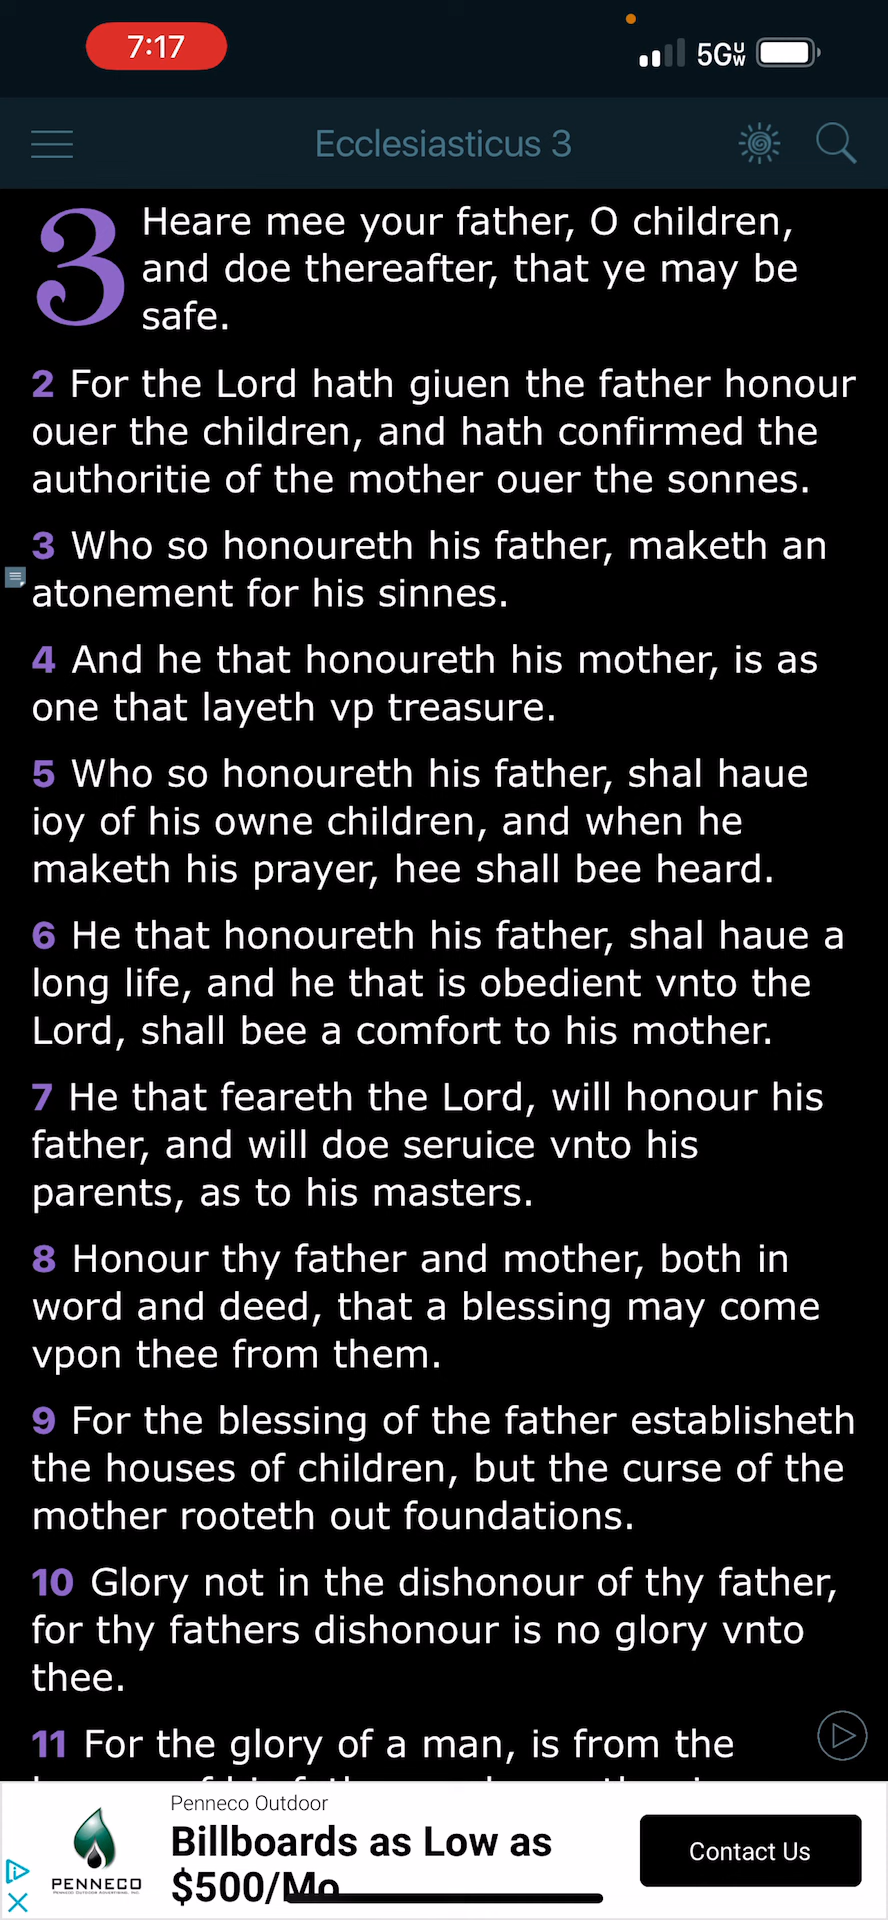 7:17
5GUW
Ecclesiasticus 3
3 Heare mee your father, O children,
and doe thereafter, that ye may be
safe.
2 For the Lord hath giuen the father honour
ouer the children, and hath confirmed the
authoritie of the mother ouer the sonnes.
3 Who so honoureth his father, maketh an
atonement for his sinnes.
4 And he that honoureth his mother, is as
one that layeth vp treasure.
5 Who so honoureth his father, shal haue
ioy of his owne children, and when he
maketh his prayer, hee shall bee heard.
6 He that honoureth his father, shal haue a
long life, and he that is obedient vnto the
Lord, shall bee a comfort to his mother.
7 He that feareth the Lord, will honour his
father, and will doe seruice vnto his
parents, as to his masters.
8 Honour thy father and mother, both in
word and deed, that a blessing may come
vpon thee from them.
9 For the blessing of the father establisheth
the houses of children, but the curse of the
mother rooteth out foundations.
10 Glory not in the dishonour of thy father,
for thy fathers dishonour is no glory vnto
thee.
11 For the glory of a man, is from the
Penneco Outdoor
Billboards as Low as
$500/Mo
Contact Us
PENNECO
PENNECO OUTDOOR ADVERTISING, INC.